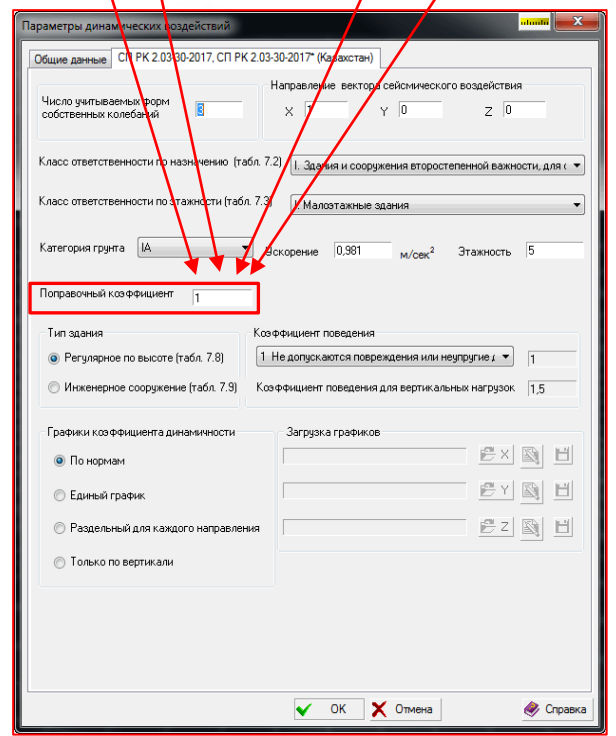 Параметры динамических воздействий
Общие данные СП РК 2.03-30-2017, СП РК 2.03-30-2017* (Казахстан)
Направление вектора сейсмического воздействия
Число учитываемых форм
собственных колебаний 3 X 1 Y 0 Z 0
Класс ответственности по назначению (табл. 7.2) I. Здания и сооружения второстепенной важности, для
Класс ответственности по этажности (табл. 7.3) I. Малоэтажные здания
Категория грунта IA Ускорение 0,981 м/сек² Этажность 5
Поправочный коэффициент 1
Тип здания Коэффициент поведения
Регулярное по высоте (табл. 7.8) 1 Не допускаются повреждения или неупругие 1
Инженерное сооружение (табл. 7.9) Коэффициент поведения для вертикальных нагрузок 1,5
Графики коэффициента динамичности Загрузка графиков
По нормам X
Единый график Y
Раздельный для каждого направления Z
Только по вертикали
OK Отмена Справка